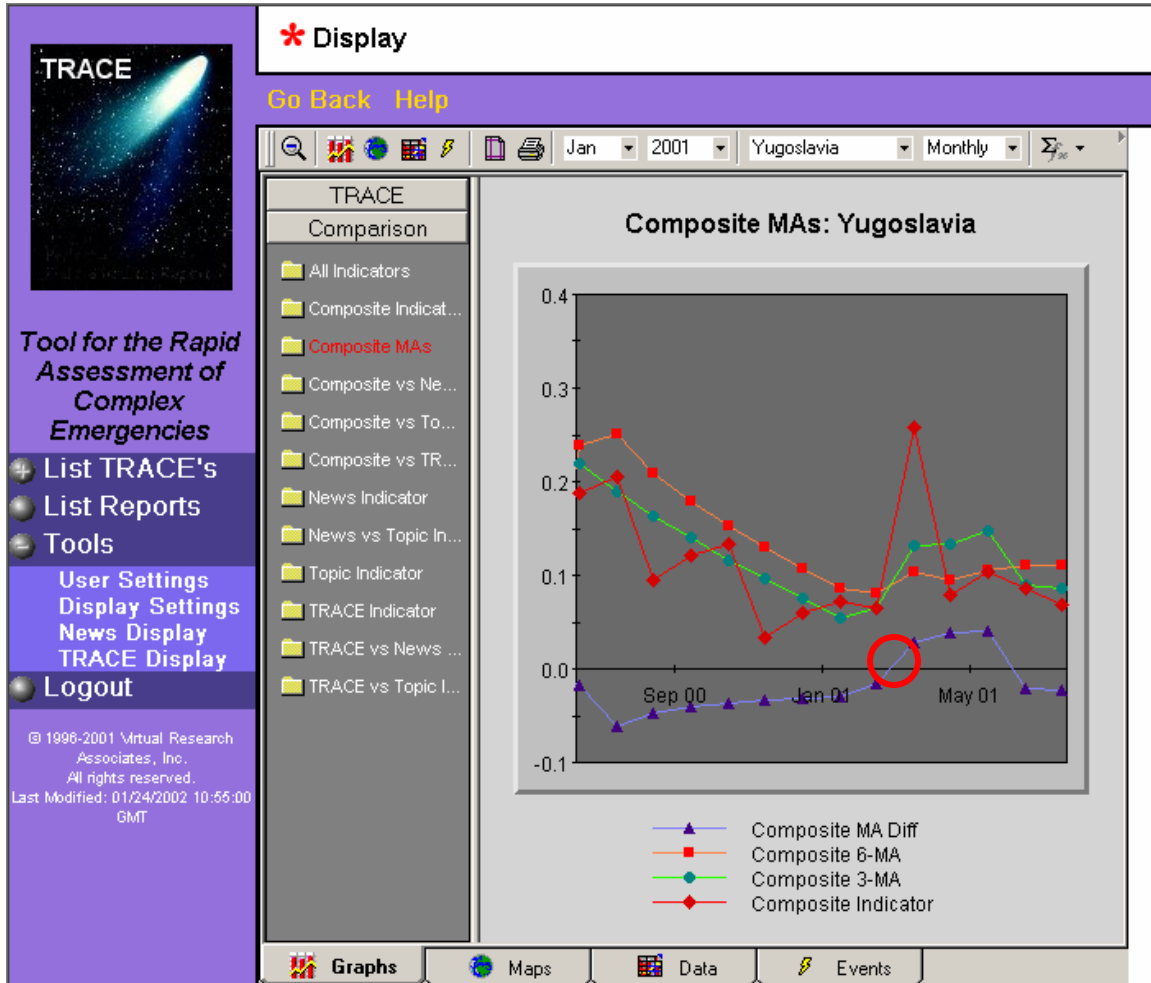 TRACE
Tool for the Rapid
Assessment of
Complex
Emergencies
List TRACE's
List Reports
Tools
User Settings
Display Settings
News Display
TRACE Display
Logout
© 1996-2001 Virtual Research
Associates, Inc.
All rights reserved.
Last Modified: 01/24/2002 10:55:00
GMT
* Display
Go Back Help
Jan 2001 Yugoslavia Monthly
TRACE
Comparison
All Indicators
Composite Indicat...
Composite MAs
Composite vs Ne...
Composite vs To...
Composite vs TR...
News Indicator
News vs Topic In...
Topic Indicator
TRACE Indicator
TRACE vs News ...
TRACE vs Topic I...
Composite MAs: Yugoslavia
0.4
0.3
0.2
0.1
0.0
-0.1
Sep 00 Jan 01 May 01
Composite MA Diff
Composite 6-MA
Composite 3-MA
Composite Indicator
Graphs Maps Data Events